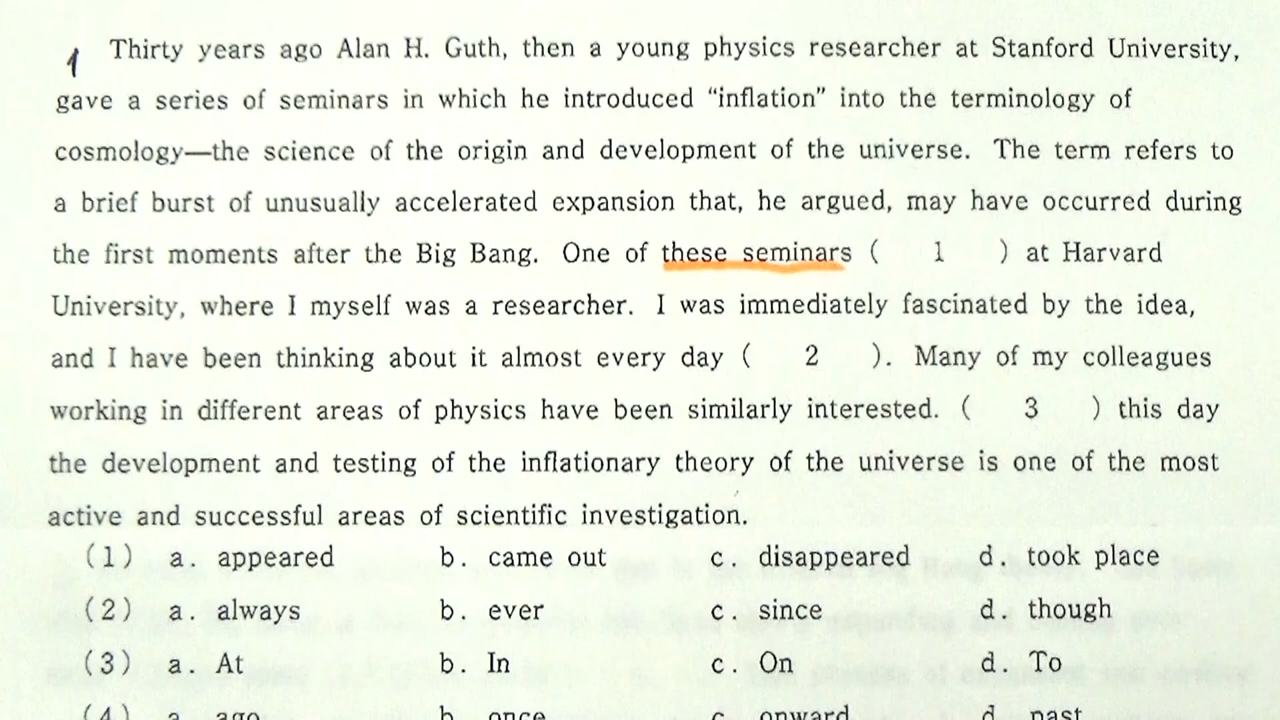 1 Thirty years ago Alan H. Guth, then a young physics researcher at Stanford University,
gave a series of seminars in which he introduced “inflation” into the terminology of
cosmology—the science of the origin and development of the universe. The term refers to
a brief burst of unusually accelerated expansion that, he argued, may have occurred during
the first moments after the Big Bang. One of these seminars ( 1 ) at Harvard
University, where I myself was a researcher. I was immediately fascinated by the idea,
and I have been thinking about it almost every day ( 2 ). Many of my colleagues
working in different areas of physics have been similarly interested. ( 3 ) this day
the development and testing of the inflationary theory of the universe is one of the most
active and successful areas of scientific investigation.
(1) a. appeared b. came out c. disappeared d. took place
(2) a. always b. ever c. since d. though
(3) a. At b. In c. On d. To
(4) a ago b once c onward d past